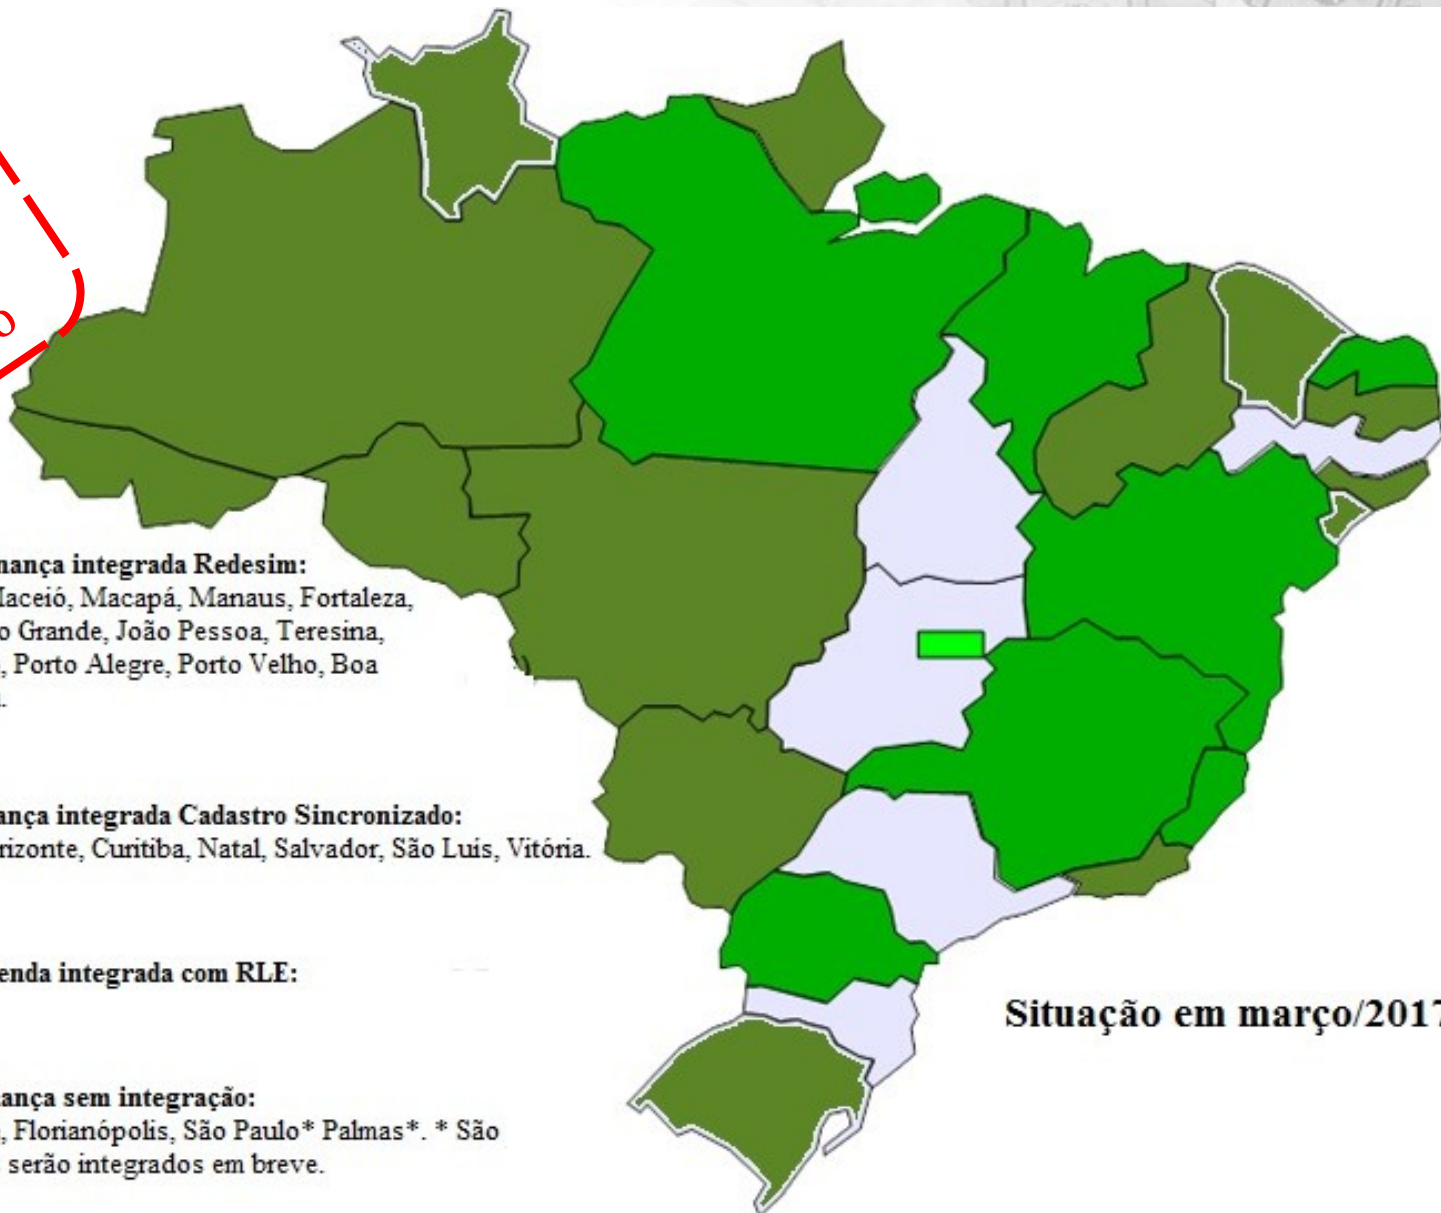 nança integrada Redesim:
Maceió, Macapá, Manaus, Fortaleza,
o Grande, João Pessoa, Teresina,
, Porto Alegre, Porto Velho, Boa
ança integrada Cadastro Sincronizado:
rizonte, Curitiba, Natal, Salvador, São Luis, Vitória.
enda integrada com RLE:
Situação em março/2017
ança sem integração:
, Florianópolis, São Paulo* Palmas*. * São
serão integrados em breve.